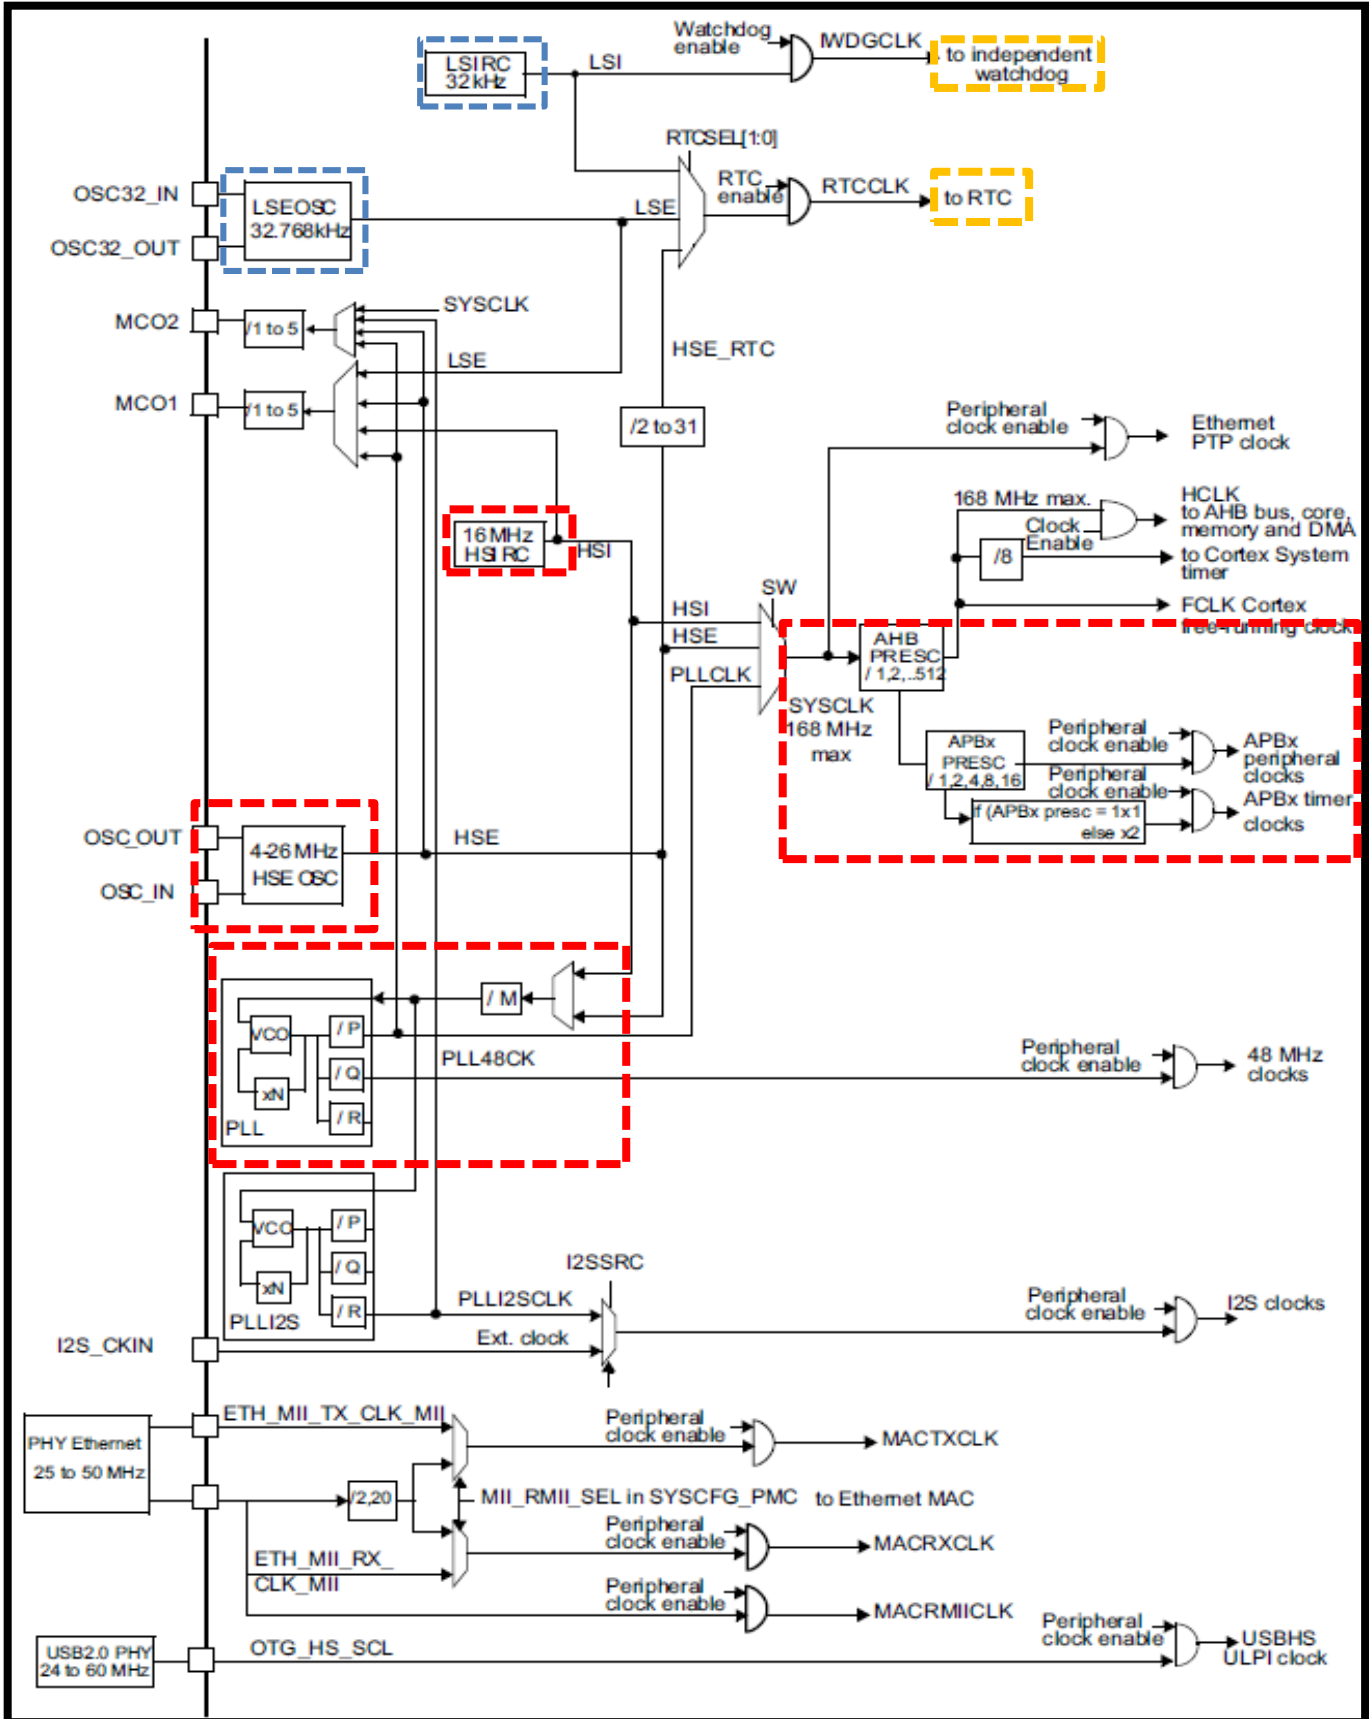 Watchdog
enable
IWDGCLK
to independent
watchdog
LSI RC
32 kHz
LSI
RTCSEL[1:0]
OSC32_IN
OSC32_OUT
LSEOSC
32.768kHz
LSE
RTC
enable
RTCCLK
to RTC
MCO2
/1 to 5
SYSCLK
HSE_RTC
LSE
MCO1
/1 to 5
/2 to 31
Peripheral
clock enable
Ethernet
PTP clock
16 MHz
HSI RC
HSI
168 MHz max.
Clock
Enable
HCLK
to AHB bus, core,
memory and DMA
/8
to Cortex System
timer
FCLK Cortex
free-running clock
SW
HSI
HSE
PLLCLK
SYSCLK
168 MHz
max
AHB
PRESC
/ 1,2,..512
APBx
PRESC
/ 1,2,4,8,16
Peripheral
clock enable
APBx
peripheral
clocks
Peripheral
clock enable
if (APBx presc = 1x1
else x2
APBx timer
clocks
OSC_OUT
OSC_IN
4-26 MHz
HSE OSC
HSE
/ M
VCO
xN
/ P
/ Q
/ R
PLL
PLL48CK
Peripheral
clock enable
48 MHz
clocks
VCO
xN
/ P
/ Q
/ R
PLLI2S
I2SSRC
PLLI2SCLK
Ext. clock
I2S_CKIN
Peripheral
clock enable
I2S clocks
PHY Ethernet
25 to 50 MHz
ETH_MII_TX_CLK_MII
Peripheral
clock enable
MACTXCLK
/2,20
MII_RMII_SEL in SYSCFG_PMC
to Ethernet MAC
ETH_MII_RX_
CLK_MII
Peripheral
clock enable
MACRXCLK
Peripheral
clock enable
MACRMIICLK
USB2.0 PHY
24 to 60 MHz
OTG_HS_SCL
Peripheral
clock enable
USBHS
ULPI clock